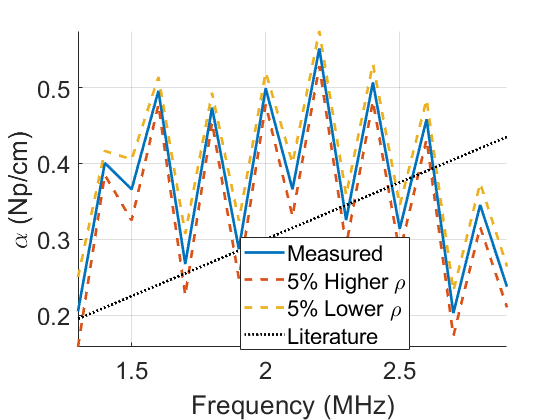 0.5
0.4
0.3
0.2
α (Np/cm)
Measured
5% Higher ρ
5% Lower ρ
Literature
1.5
2
2.5
Frequency (MHz)